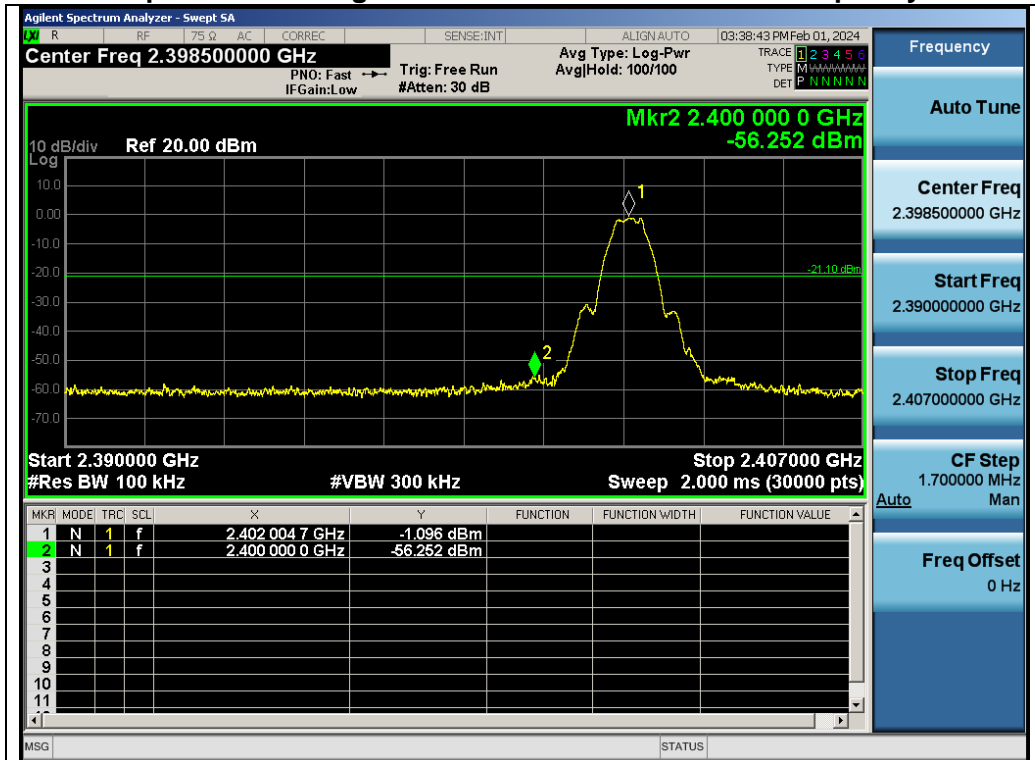 Agilent Spectrum Analyzer - Swept SA
LXI R RF 75 Ω AC CORREC SENSE:INT ALIGN AUTO 03:38:43 PM Feb 01, 2024
Center Freq 2.398500000 GHz
PNO: Fast
IFGain:Low
Trig: Free Run
#Atten: 30 dB
Avg Type: Log-Pwr
Avg|Hold: 100/100
TRACE 1 2 3 4 5 6
TYPE M WWWWW
DET P N N N N N
Mkr2 2.400 000 0 GHz
-56.252 dBm
10 dB/div Ref 20.00 dBm
Log
10.0
0.00
-10.0
-20.0
-30.0
-40.0
-50.0
-60.0
-70.0
1
2
-21.10 dBm
Start 2.390000 GHz Stop 2.407000 GHz
#Res BW 100 kHz #VBW 300 kHz Sweep 2.000 ms (30000 pts)
MKR MODE TRC SCL X Y FUNCTION FUNCTION WIDTH FUNCTION VALUE
1 N 1 f 2.402 004 7 GHz -1.096 dBm
2 N 1 f 2.400 000 0 GHz -56.252 dBm
3
4
5
6
7
8
9
10
11
MSG STATUS
Frequency
Auto Tune
Center Freq
2.398500000 GHz
Start Freq
2.390000000 GHz
Stop Freq
2.407000000 GHz
CF Step
1.700000 MHz
Auto Man
Freq Offset
0 Hz